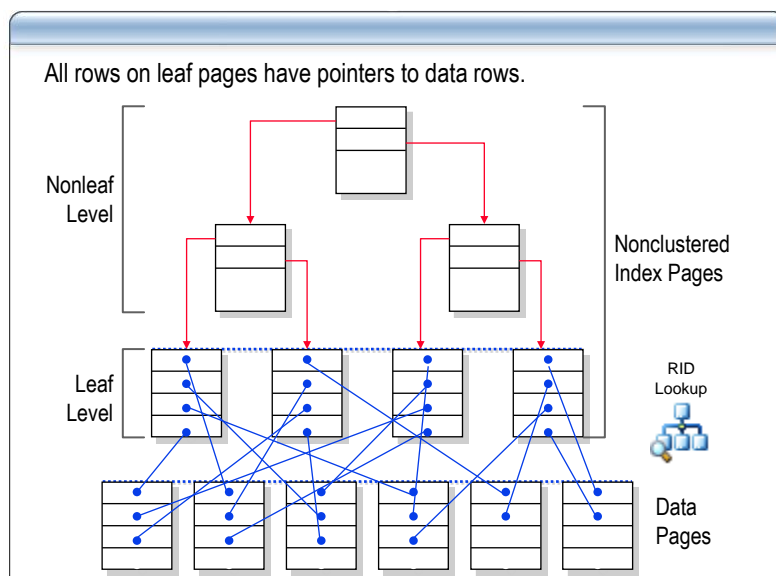 All rows on leaf pages have pointers to data rows.
Nonleaf
Level
Nonclustered
Index Pages
Leaf
Level
RID
Lookup
Data
Pages